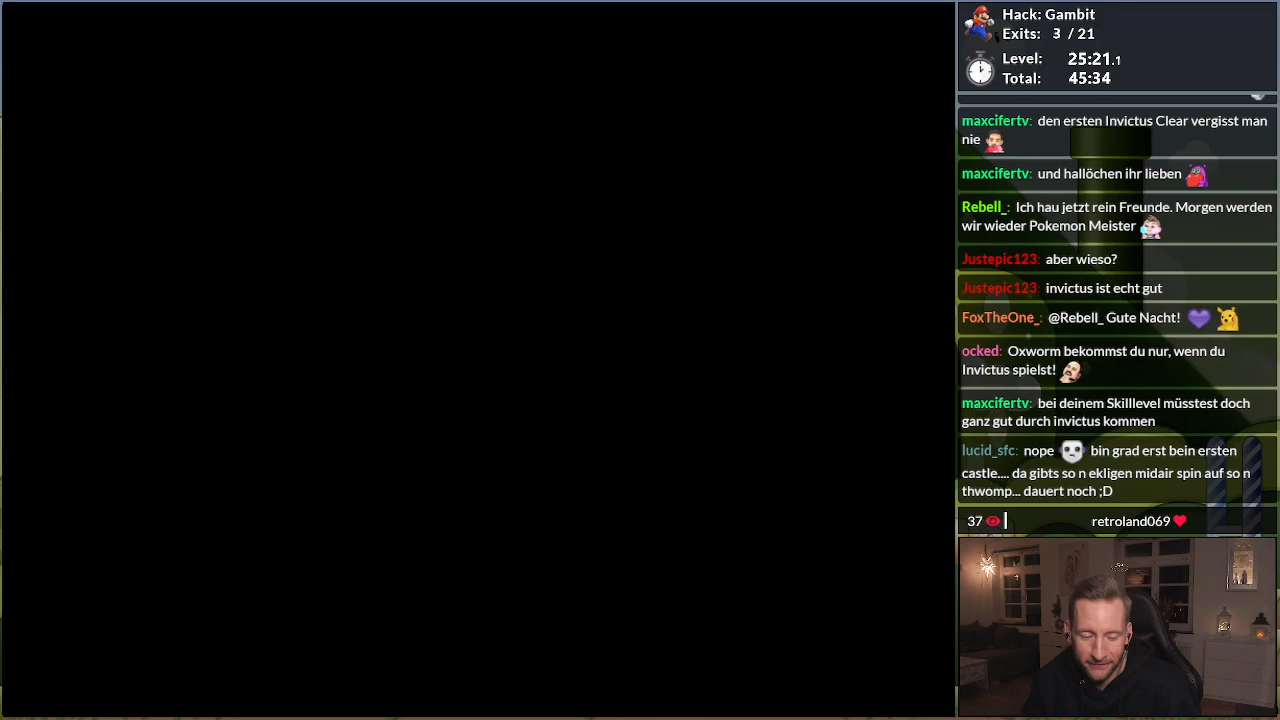 Hack: Gambit
Exits: 3 / 21
Level: 25:21.1
Total: 45:34
maxcifertv: den ersten Invictus Clear vergisst man
nie
maxcifertv: und hallöchen ihr lieben
Rebell_: Ich hau jetzt rein Freunde. Morgen werden
wir wieder Pokemon Meister
Justepic123: aber wieso?
Justepic123: invictus ist echt gut
FoxTheOne_: @Rebell_ Gute Nacht!
ocked: Oxworm bekommst du nur, wenn du
Invictus spielst!
maxcifertv: bei deinem Skilllevel müsstest doch
ganz gut durch invictus kommen
lucid_sfc: nope bin grad erst bein ersten
castle.... da gibts so n ekligen midair spin auf so n
thwomp... dauert noch ;D
37 retroland069